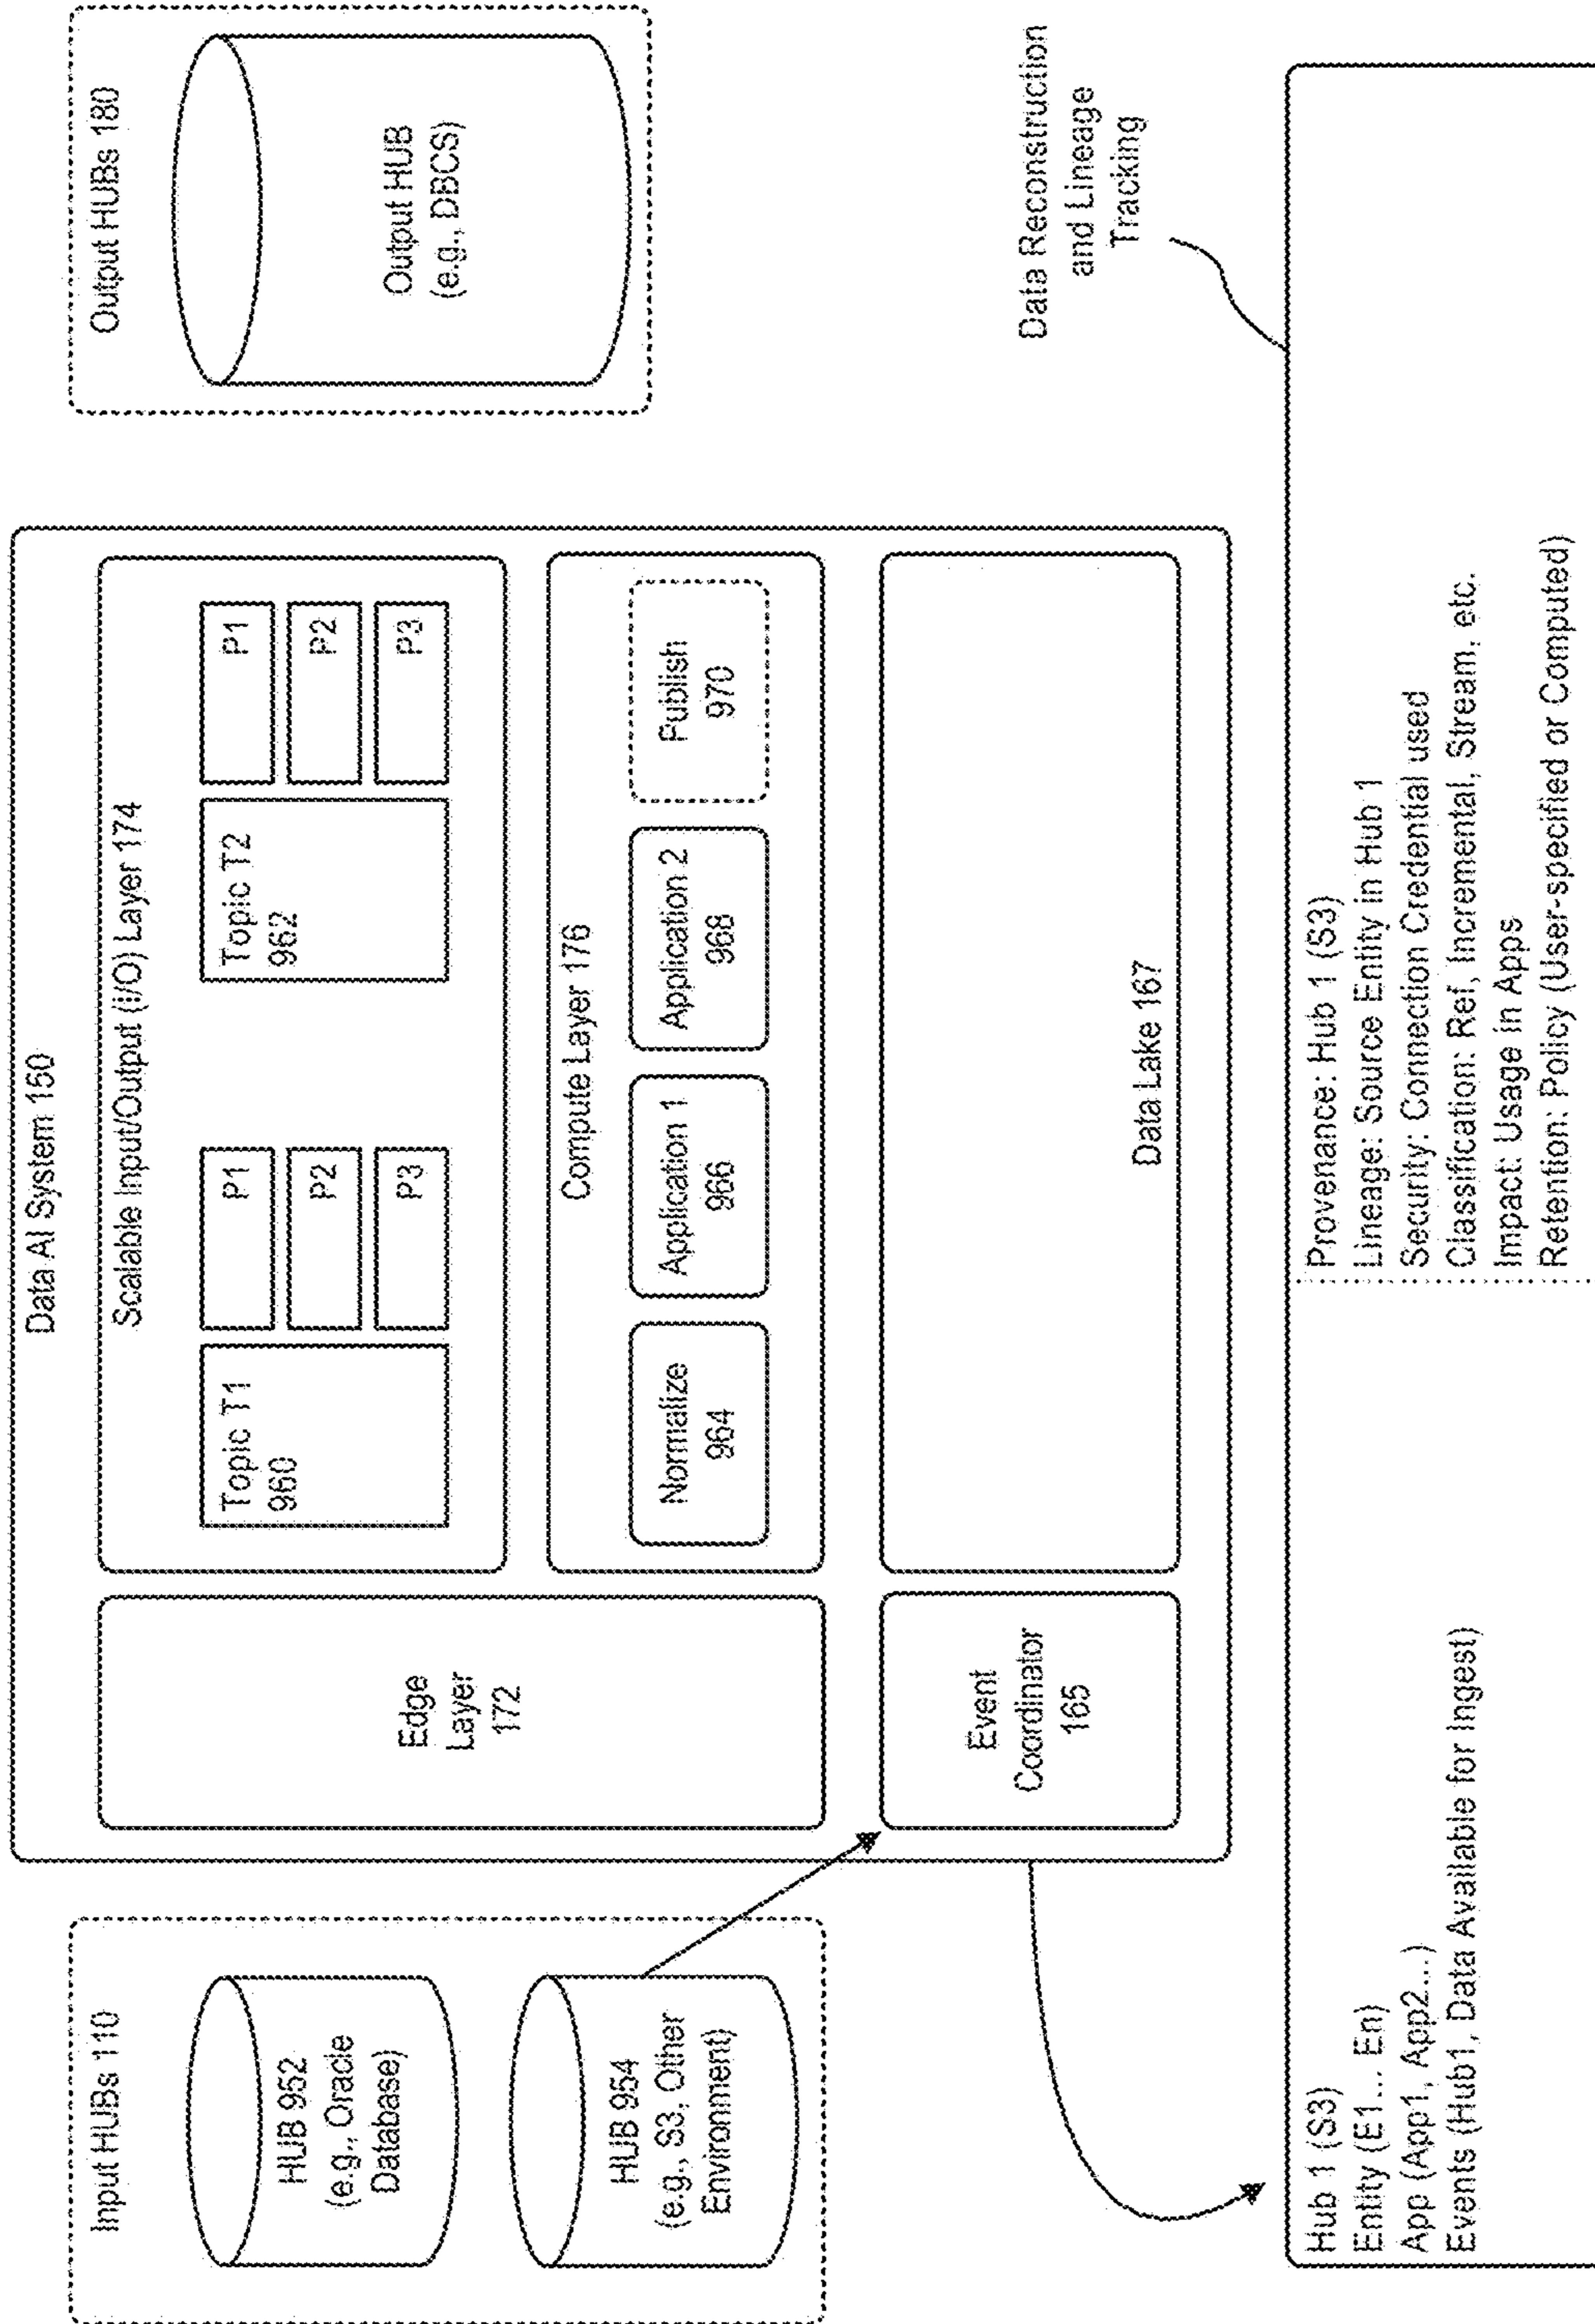 Input HUBs 110
HUB 952
(e.g., Oracle
Database)
HUB 954
(e.g., S3, Other
Environment)
Data AI System 150
Edge
Layer
172
Scalable Input/Output (I/O) Layer 174
Topic T1
960
P1
P2
P3
Topic T2
962
P1
P2
P3
Compute Layer 176
Normalize
964
Application 1
966
Application 2
968
Publish
970
Event
Coordinator
165
Data Lake 167
Output HUBs 180
Output HUB
(e.g., DBCS)
Data Reconstruction
and Lineage
Tracking
Hub 1 (S3)
Entity (E1... En)
App (App1, App2...)
Events (Hub1, Data Available for Ingest)
Provenance: Hub 1 (S3)
Lineage: Source Entity in Hub 1
Security: Connection Credential used
Classification: Ref, Incremental, Stream, etc.
Impact: Usage in Apps
Retention: Policy (User-specified or Computed)